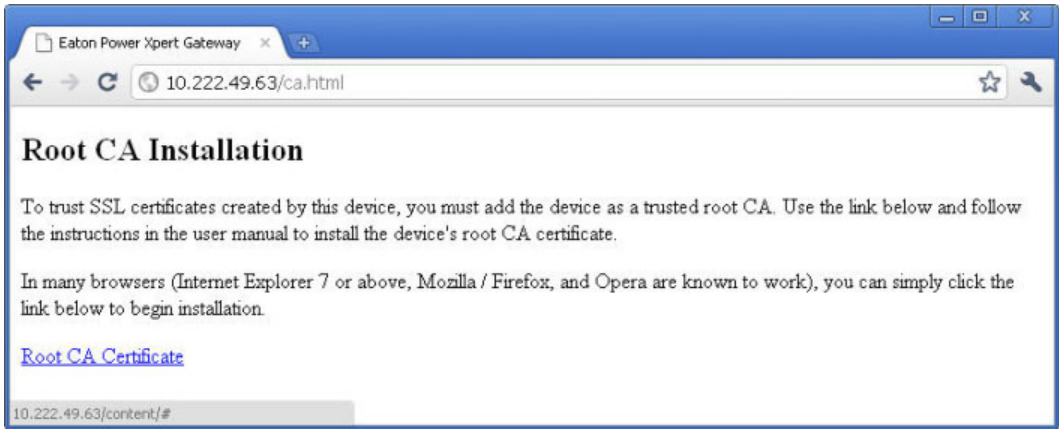 Eaton Power Xpert Gateway
10.222.49.63/ca.html
Root CA Installation
To trust SSL certificates created by this device, you must add the device as a trusted root CA. Use the link below and follow
the instructions in the user manual to install the device's root CA certificate.
In many browsers (Internet Explorer 7 or above, Mozilla / Firefox, and Opera are known to work), you can simply click the
link below to begin installation.
Root CA Certificate
10.222.49.63/content/#